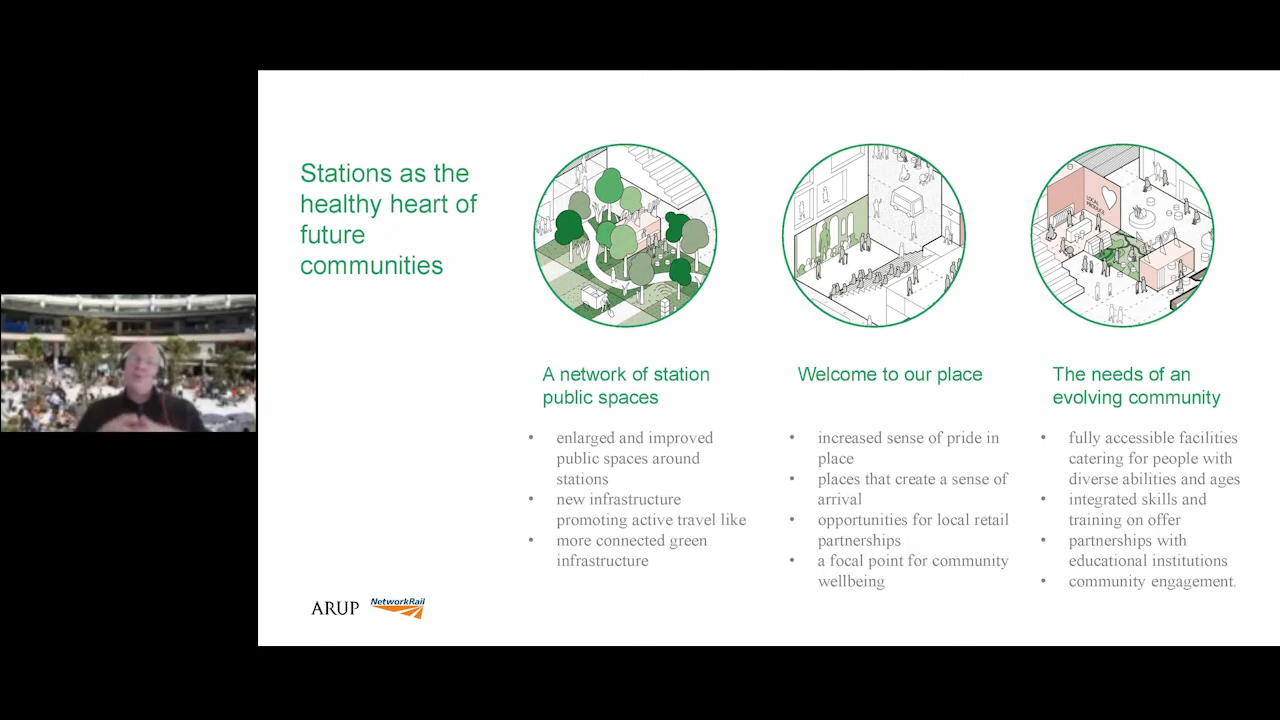 Stations as the
healthy heart of
future
communities
LOCAL
PRODUCE
A network of station
public spaces
• enlarged and improved
public spaces around
stations
• new infrastructure
promoting active travel like
• more connected green
infrastructure
Welcome to our place
• increased sense of pride in
place
• places that create a sense of
arrival
• opportunities for local retail
partnerships
• a focal point for community
wellbeing
The needs of an
evolving community
• fully accessible facilities
catering for people with
diverse abilities and ages
• integrated skills and
training on offer
• partnerships with
educational institutions
• community engagement.
ARUP
NetworkRail